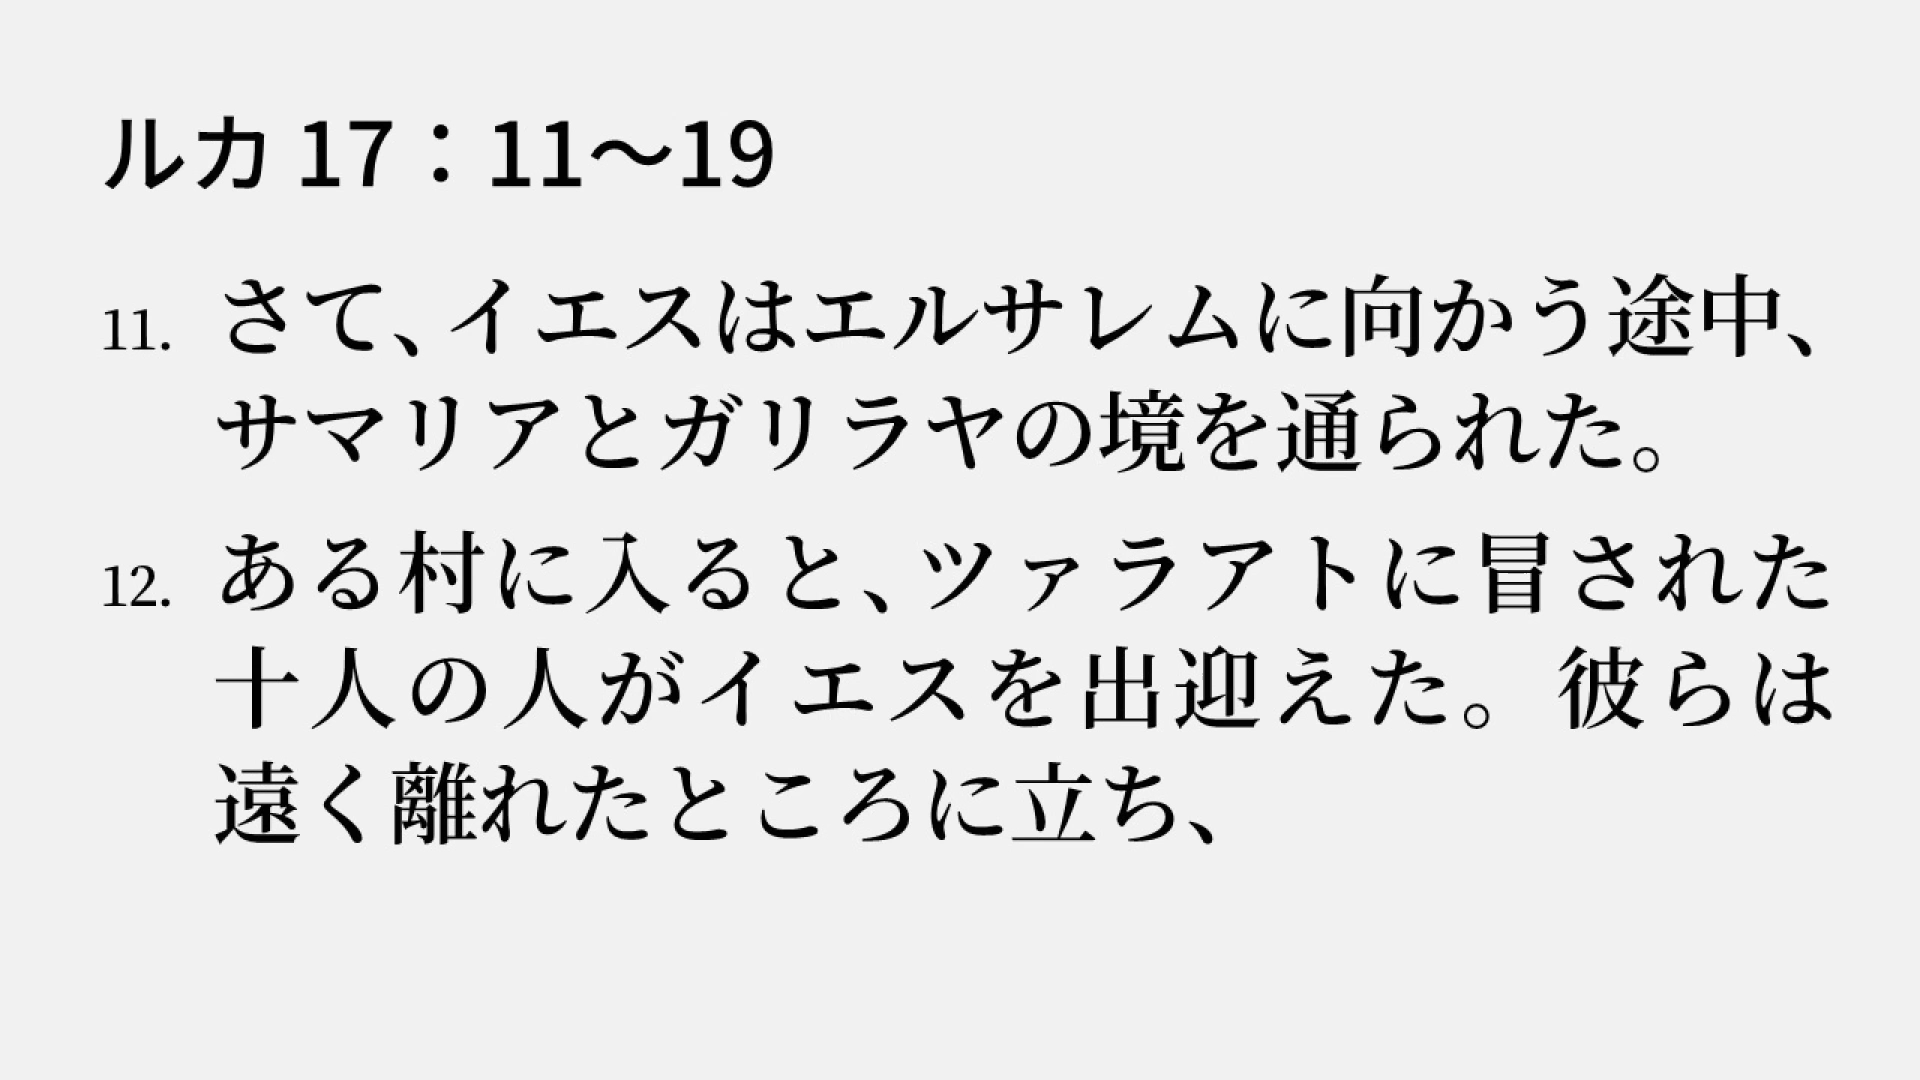 ルカ 17：11〜19
11. さて、イエスはエルサレムに向かう途中、
サマリアとガリラヤの境を通られた。
12. ある村に入ると、ツァラアトに冒された
十人の人がイエスを出迎えた。彼らは
遠く離れたところに立ち、